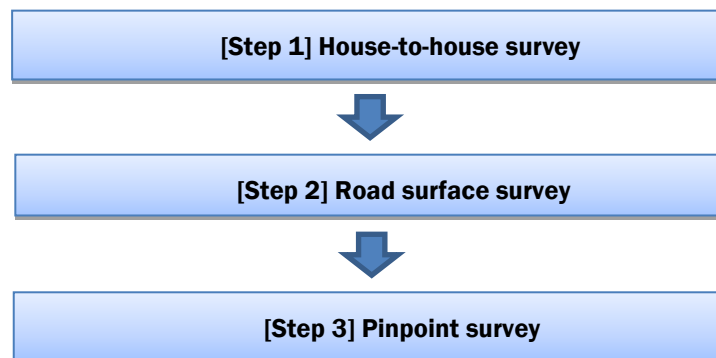 [Step 1] House-to-house survey
[Step 2] Road surface survey
[Step 3] Pinpoint survey